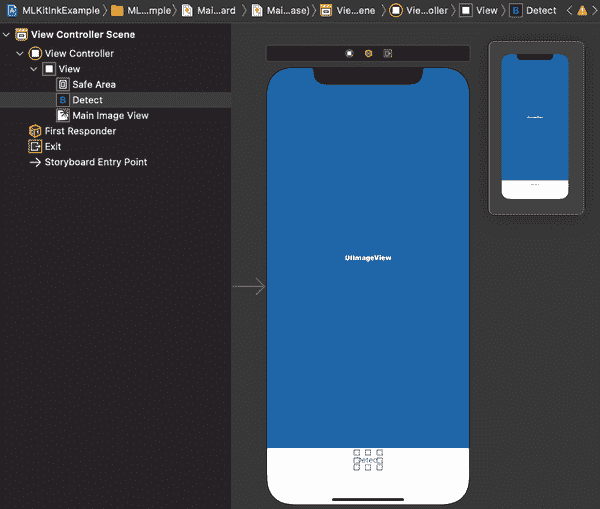 MLKitInkExample ML...mple Mai...ard Mai...ase) Vie...ene Vie...oller View B Detect
View Controller Scene
View Controller
View
Safe Area
B Detect
Main Image View
First Responder
Exit
Storyboard Entry Point
UIImageView
Detect